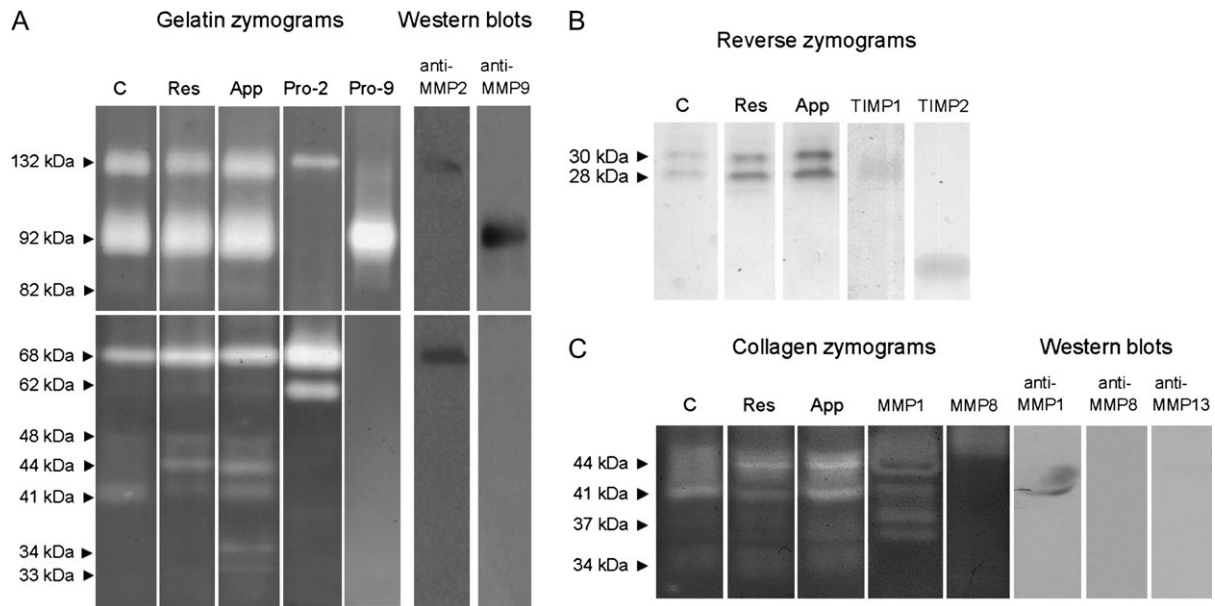 A
Gelatin zymograms
Western blots
C Res App Pro-2 Pro-9 anti-MMP2 anti-MMP9
132 kDa
92 kDa
82 kDa
68 kDa
62 kDa
48 kDa
44 kDa
41 kDa
34 kDa
33 kDa
B
Reverse zymograms
C Res App TIMP1 TIMP2
30 kDa
28 kDa
C
Collagen zymograms
Western blots
C Res App MMP1 MMP8 anti-MMP1 anti-MMP8 anti-MMP13
44 kDa
41 kDa
37 kDa
34 kDa